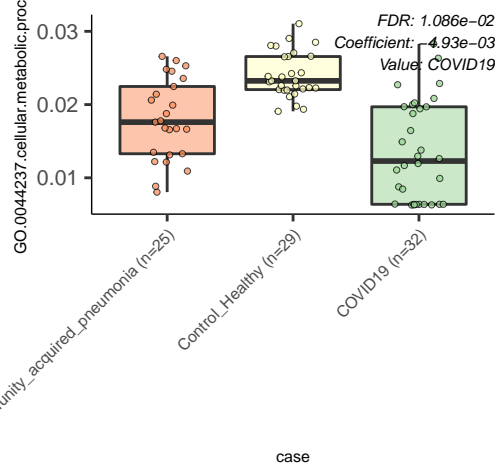 FDR: 1.086e−02
Coefficient: −4.93e−03
Value: COVID19
GO.0044237.cellular.metabolic.proc
0.03
0.02
0.01
unity_acquired_pneumonia (n=25)
Control_Healthy (n=29)
COVID19 (n=32)
case